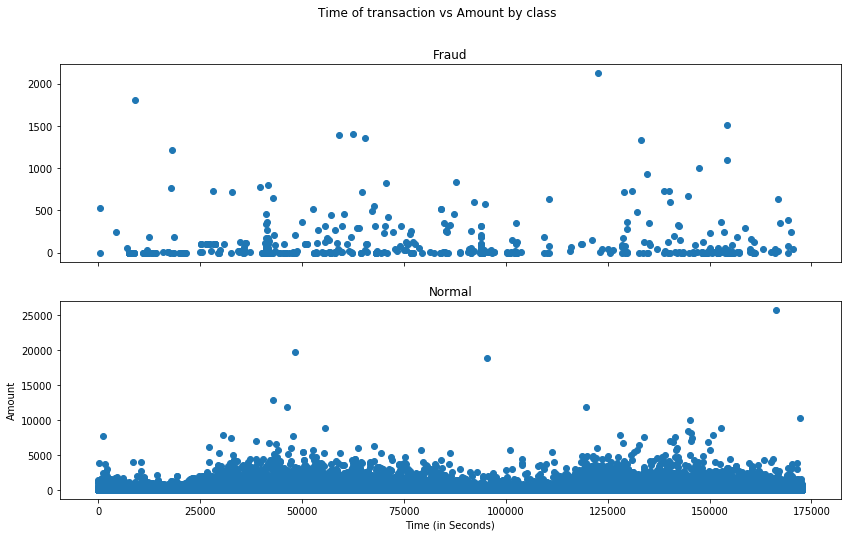 Time of transaction vs Amount by class
Fraud
2000
1500
1000
500
0
Normal
25000
20000
15000
10000
5000
0
Amount
0 25000 50000 75000 100000 125000 150000 175000
Time (in Seconds)